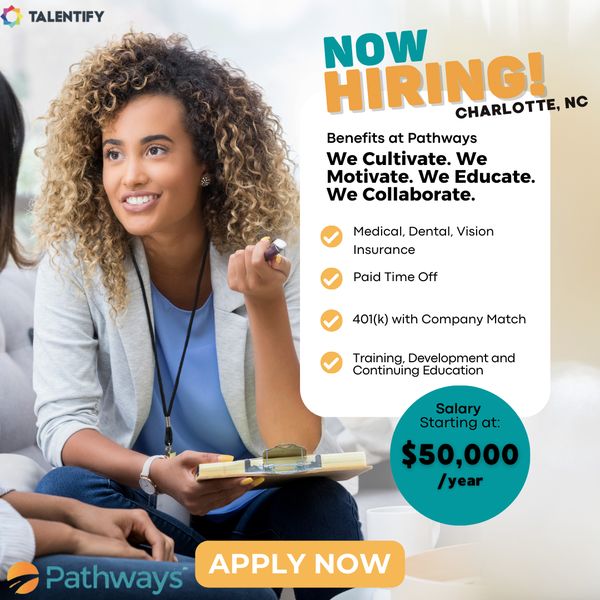 TALENTIFY
NOW
HIRING!
CHARLOTTE, NC
Benefits at Pathways
We Cultivate. We
Motivate. We Educate.
We Collaborate.
Medical, Dental, Vision
Insurance
Paid Time Off
401(k) with Company Match
Training, Development and
Continuing Education
Salary
Starting at:
$50,000
/year
Pathways
APPLY NOW